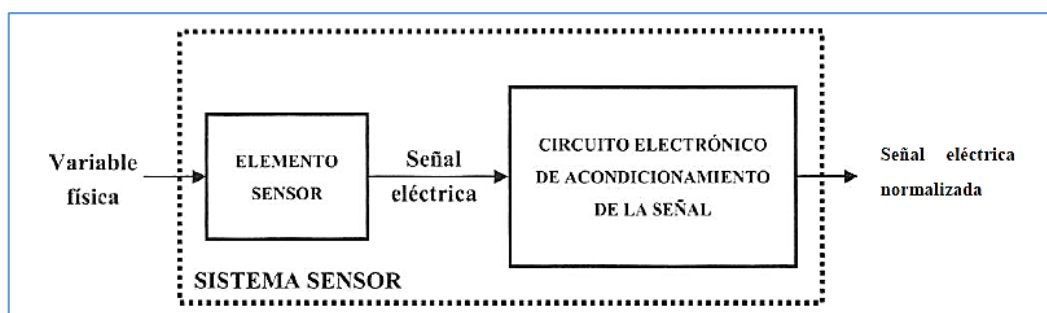 Variable
física
ELEMENTO
SENSOR
Señal
eléctrica
CIRCUITO ELECTRÓNICO
DE ACONDICIONAMIENTO
DE LA SEÑAL
Señal eléctrica
normalizada
SISTEMA SENSOR